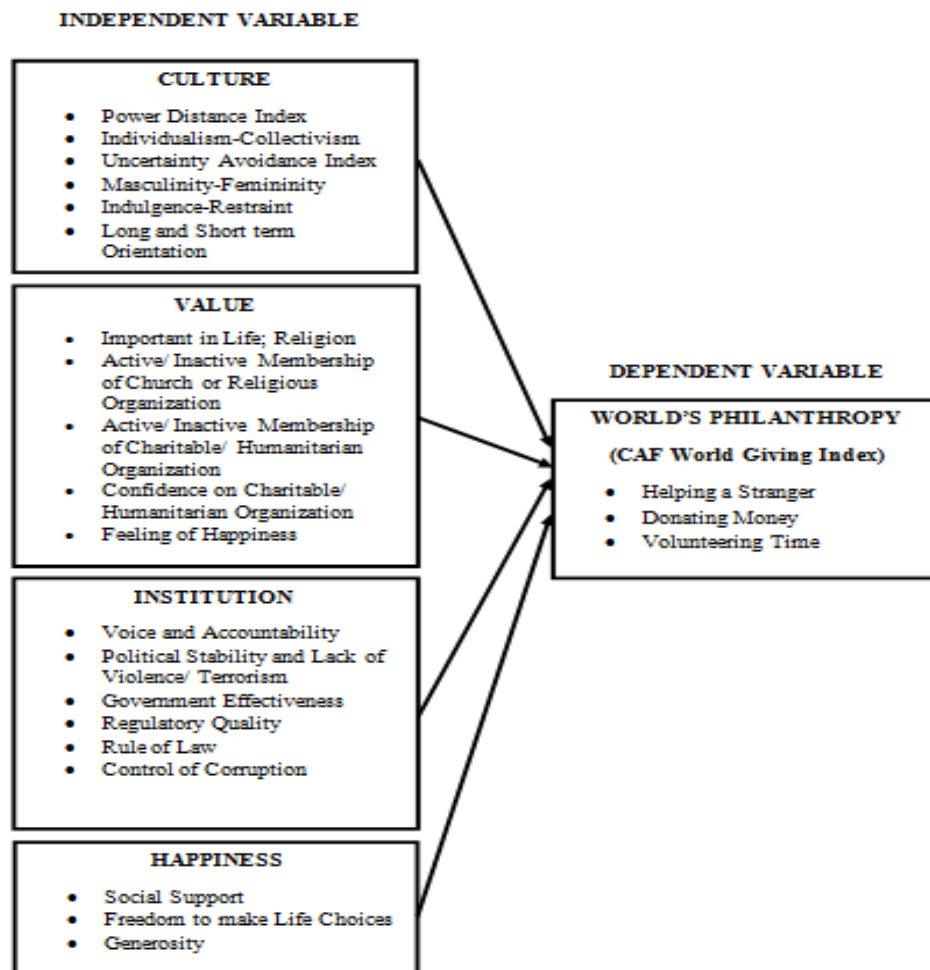 INDEPENDENT VARIABLE
CULTURE
• Power Distance Index
• Individualism-Collectivism
• Uncertainty Avoidance Index
• Masculinity-Femininity
• Indulgence-Restraint
• Long and Short term
Orientation
VALUE
• Important in Life; Religion
• Active/ Inactive Membership
of Church or Religious
Organization
• Active/ Inactive Membership
of Charitable/ Humanitarian
Organization
• Confidence on Charitable/
Humanitarian Organization
• Feeling of Happiness
INSTITUTION
• Voice and Accountability
• Political Stability and Lack of
Violence/ Terrorism
• Government Effectiveness
• Regulatory Quality
• Rule of Law
• Control of Corruption
HAPPINESS
• Social Support
• Freedom to make Life Choices
• Generosity
DEPENDENT VARIABLE
WORLD'S PHILANTHROPY
(CAF World Giving Index)
• Helping a Stranger
• Donating Money
• Volunteering Time